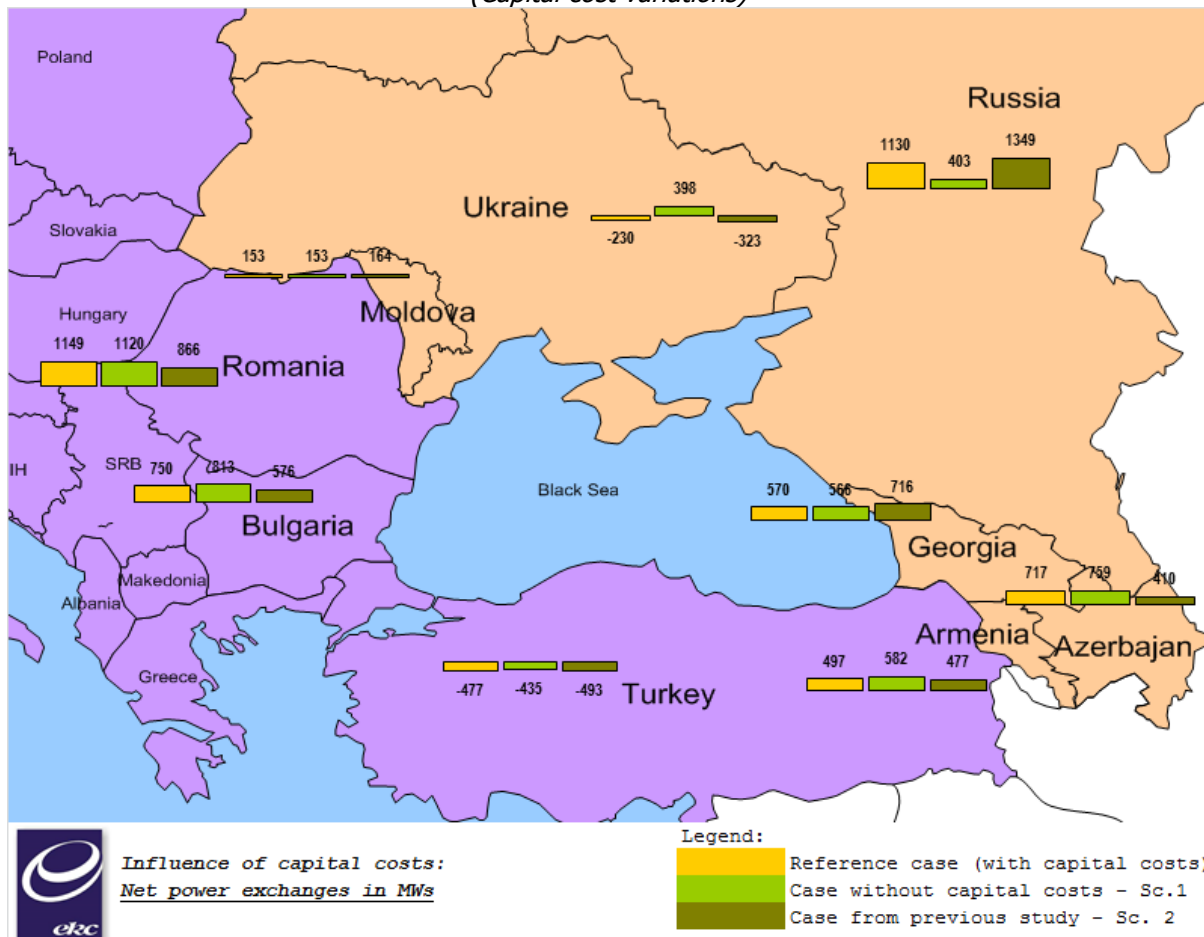 (Capital cost variations)
Poland
Russia
1130 403 1349
Ukraine
-230 398 -323
Slovakia
153 153 164
Moldova
Hungary
1149 1120 866
Romania
IH
SRB
750 813 576
Bulgaria
Black Sea
570 566 716
Georgia
Makedonia
Albania
717 759 410
Armenia
Azerbajan
Greece
-477 -435 -493
Turkey
497 582 477
ekc
Influence of capital costs:
Net power exchanges in MWs
Legend:
Reference case (with capital costs)
Case without capital costs - Sc.1
Case from previous study - Sc. 2